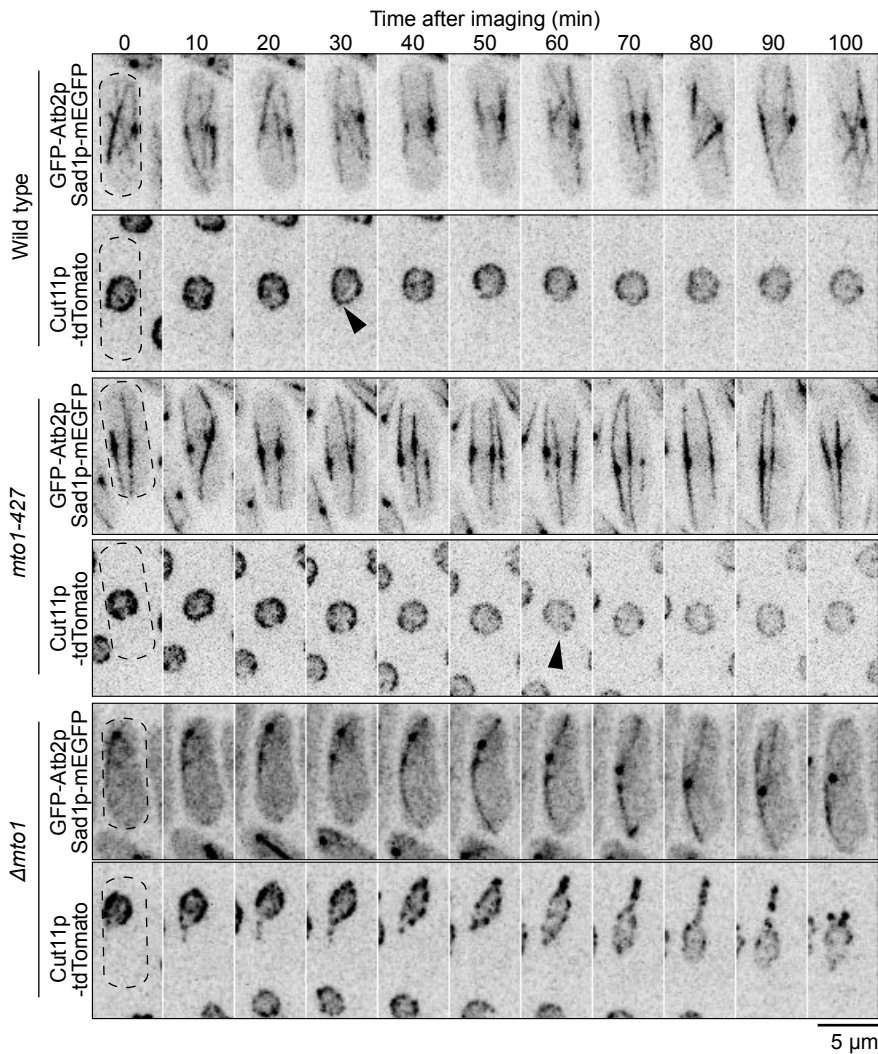 Time after imaging (min)
0 10 20 30 40 50 60 70 80 90 100
Wild type
GFP-Atb2p
Sad1p-mEGFP
Cut11p
-tdTomato
mto1-427
GFP-Atb2p
Sad1p-mEGFP
Cut11p
-tdTomato
Δmto1
GFP-Atb2p
Sad1p-mEGFP
Cut11p
-tdTomato
5 µm